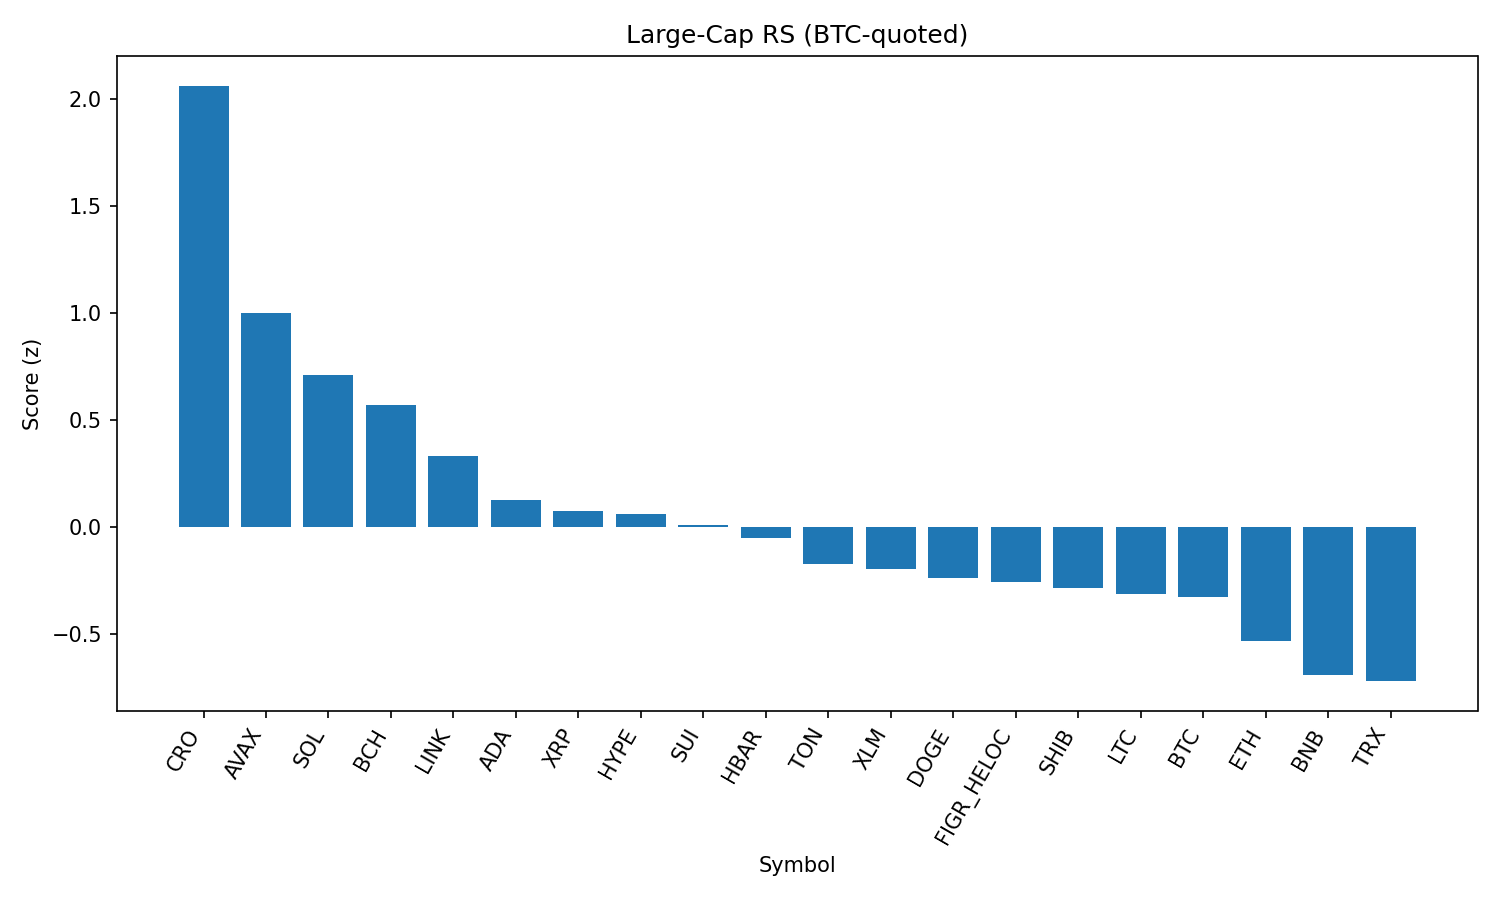 Large-Cap RS (BTC-quoted)
Score (z)
2.0
1.5
1.0
0.5
0.0
−0.5
CRO
AVAX
SOL
BCH
LINK
ADA
XRP
HYPE
SUI
HBAR
TON
XLM
DOGE
FIGR_HELOC
SHIB
LTC
BTC
ETH
BNB
TRX
Symbol